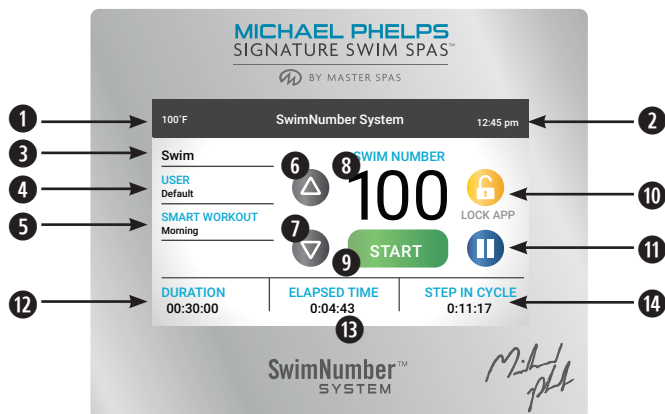 MICHAEL PHELPS
SIGNATURE SWIM SPAS™
BY MASTER SPAS
1 100°F SwimNumber System 12:45 pm 2
3 Swim 6 8 SWIM NUMBER
4 USER
Default
100
10 LOCK APP
5 SMART WORKOUT
Morning
7 9 START 11
12 DURATION ELAPSED TIME STEP IN CYCLE 14
00:30:00 0:04:43 0:11:17
13
SwimNumber™
SYSTEM